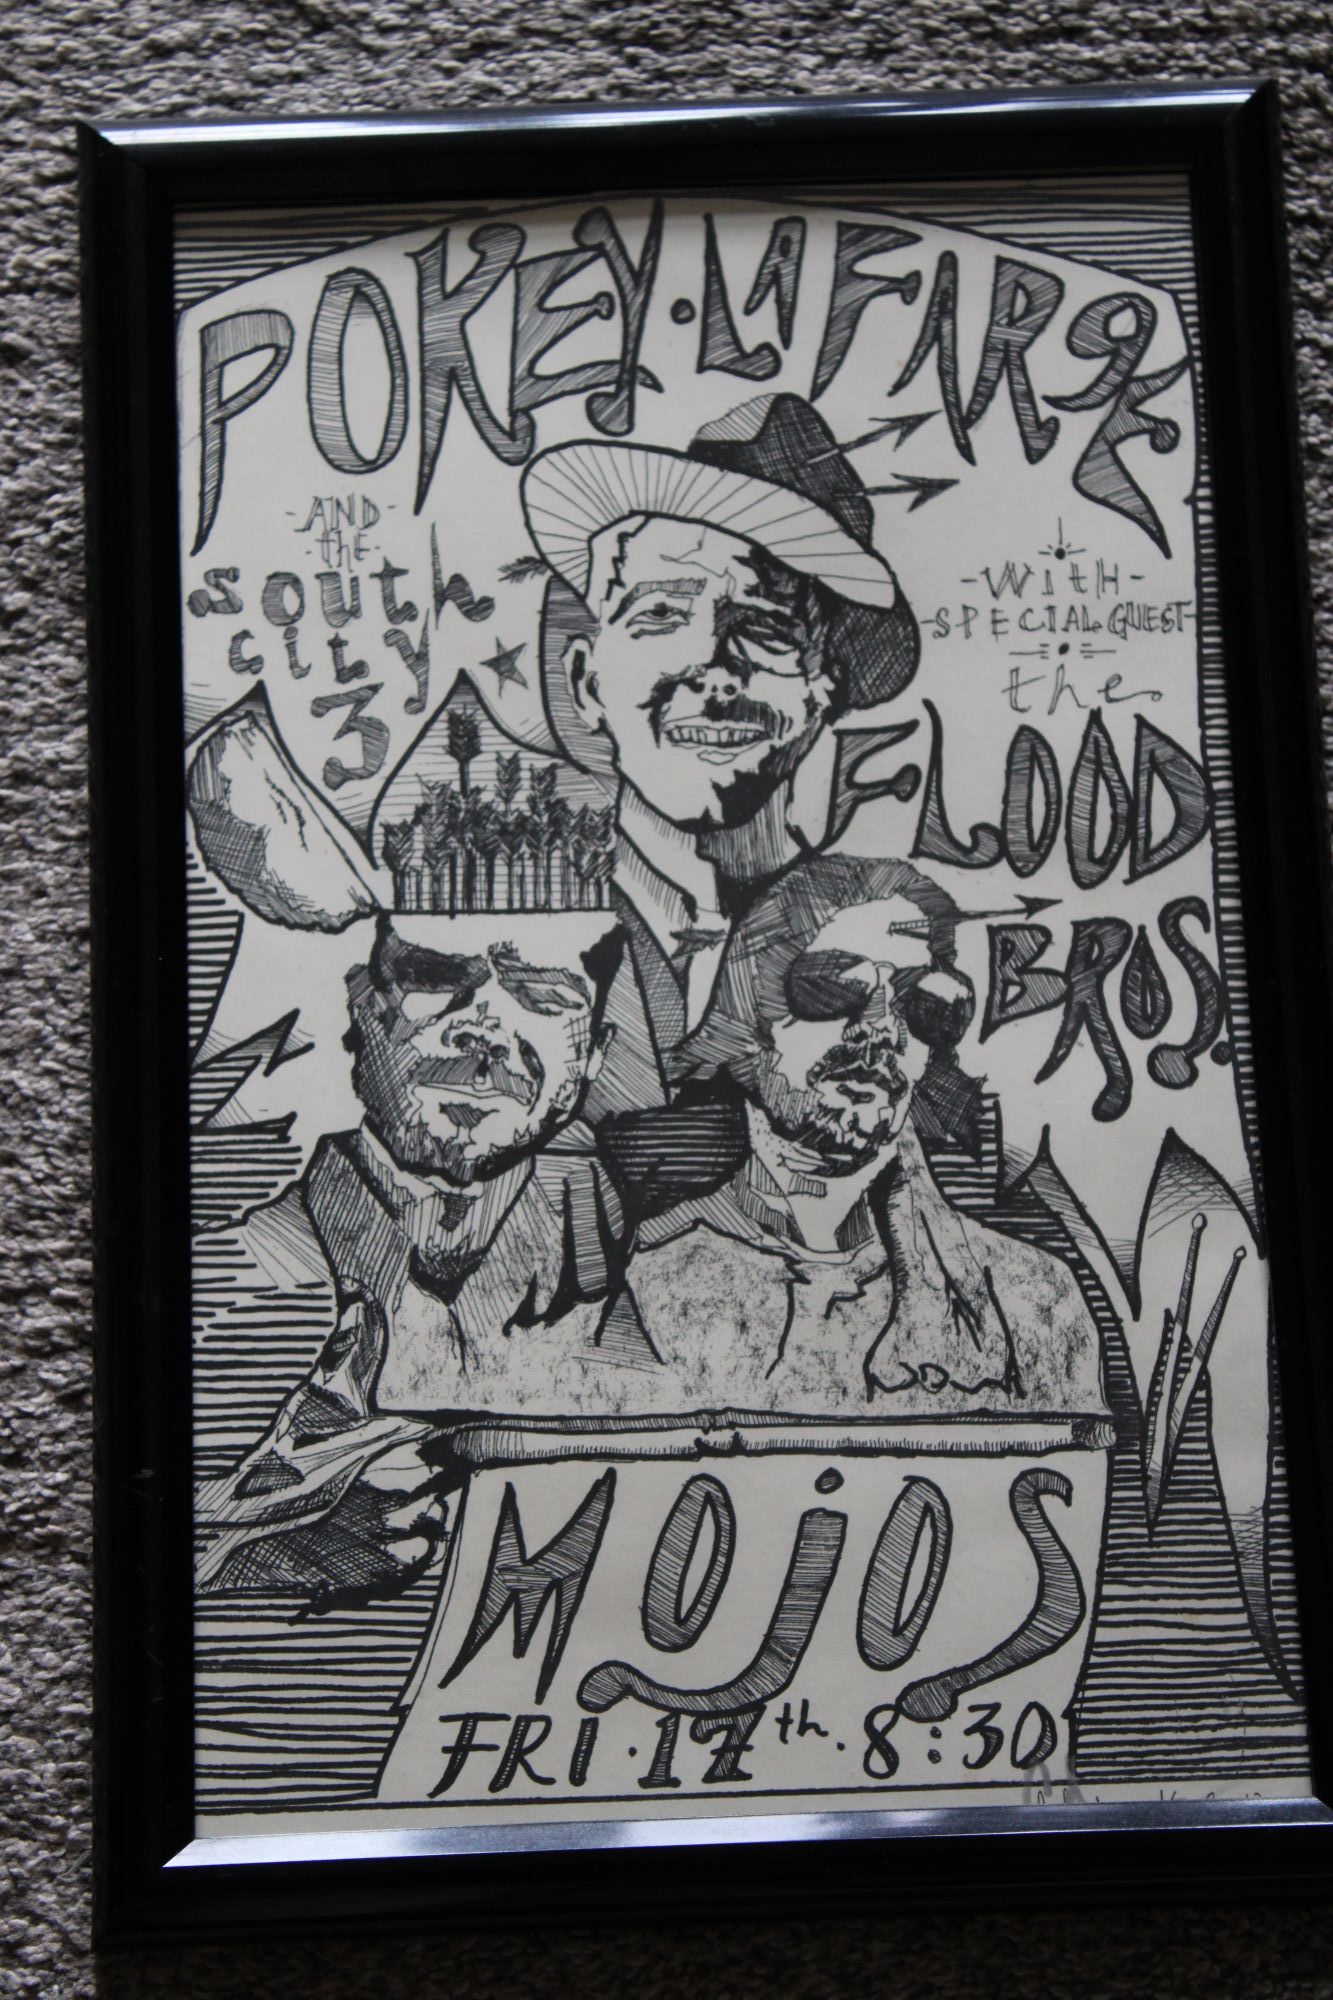 POKEY · LAFARGE
- AND -
- the -
south
city
3
- With -
- SPECIAL GUEST -
the
FLOOD
BROS.
MOjOS
FRI · 17th. 8:30